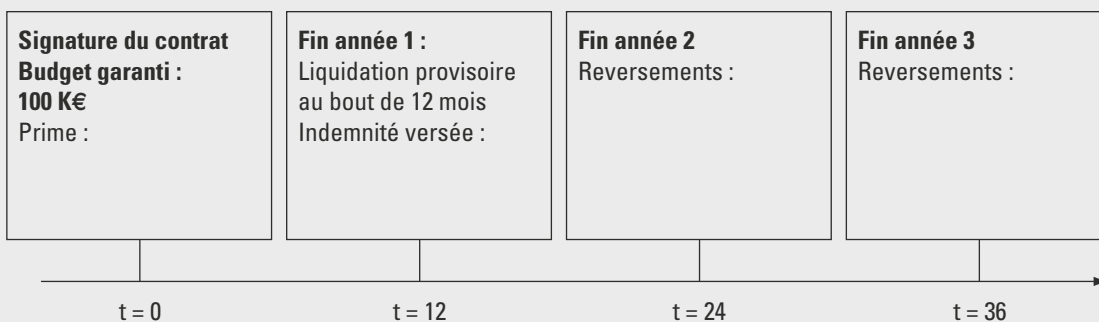 Signature du contrat
Budget garanti :
100 K€
Prime :
Fin année 1 :
Liquidation provisoire
au bout de 12 mois
Indemnité versée :
Fin année 2
Reversements :
Fin année 3
Reversements :
t = 0
t = 12
t = 24
t = 36